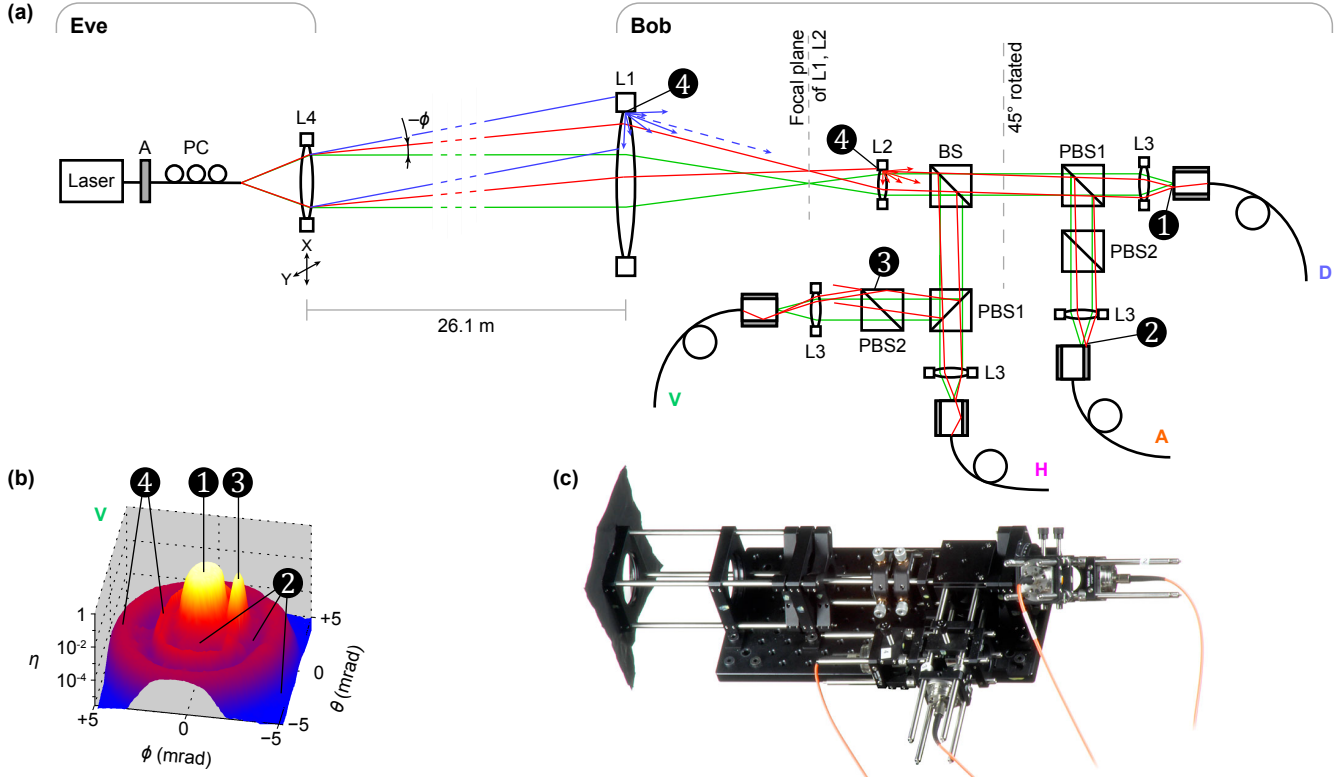 (a)
Eve
Bob
Focal plane
of L1, L2
45° rotated
L1
4
A
PC
L4
−ϕ
Laser
4
L2
BS
PBS1
L3
1
X
Y
PBS2
D
3
26.1 m
L3
PBS2
PBS1
L3
2
L3
V
A
H
(b)
4
1
3
V
2
1
10⁻²
10⁻⁴
η
+5
0
−5
ϕ (mrad)
+5
0
−5
θ (mrad)
(c)